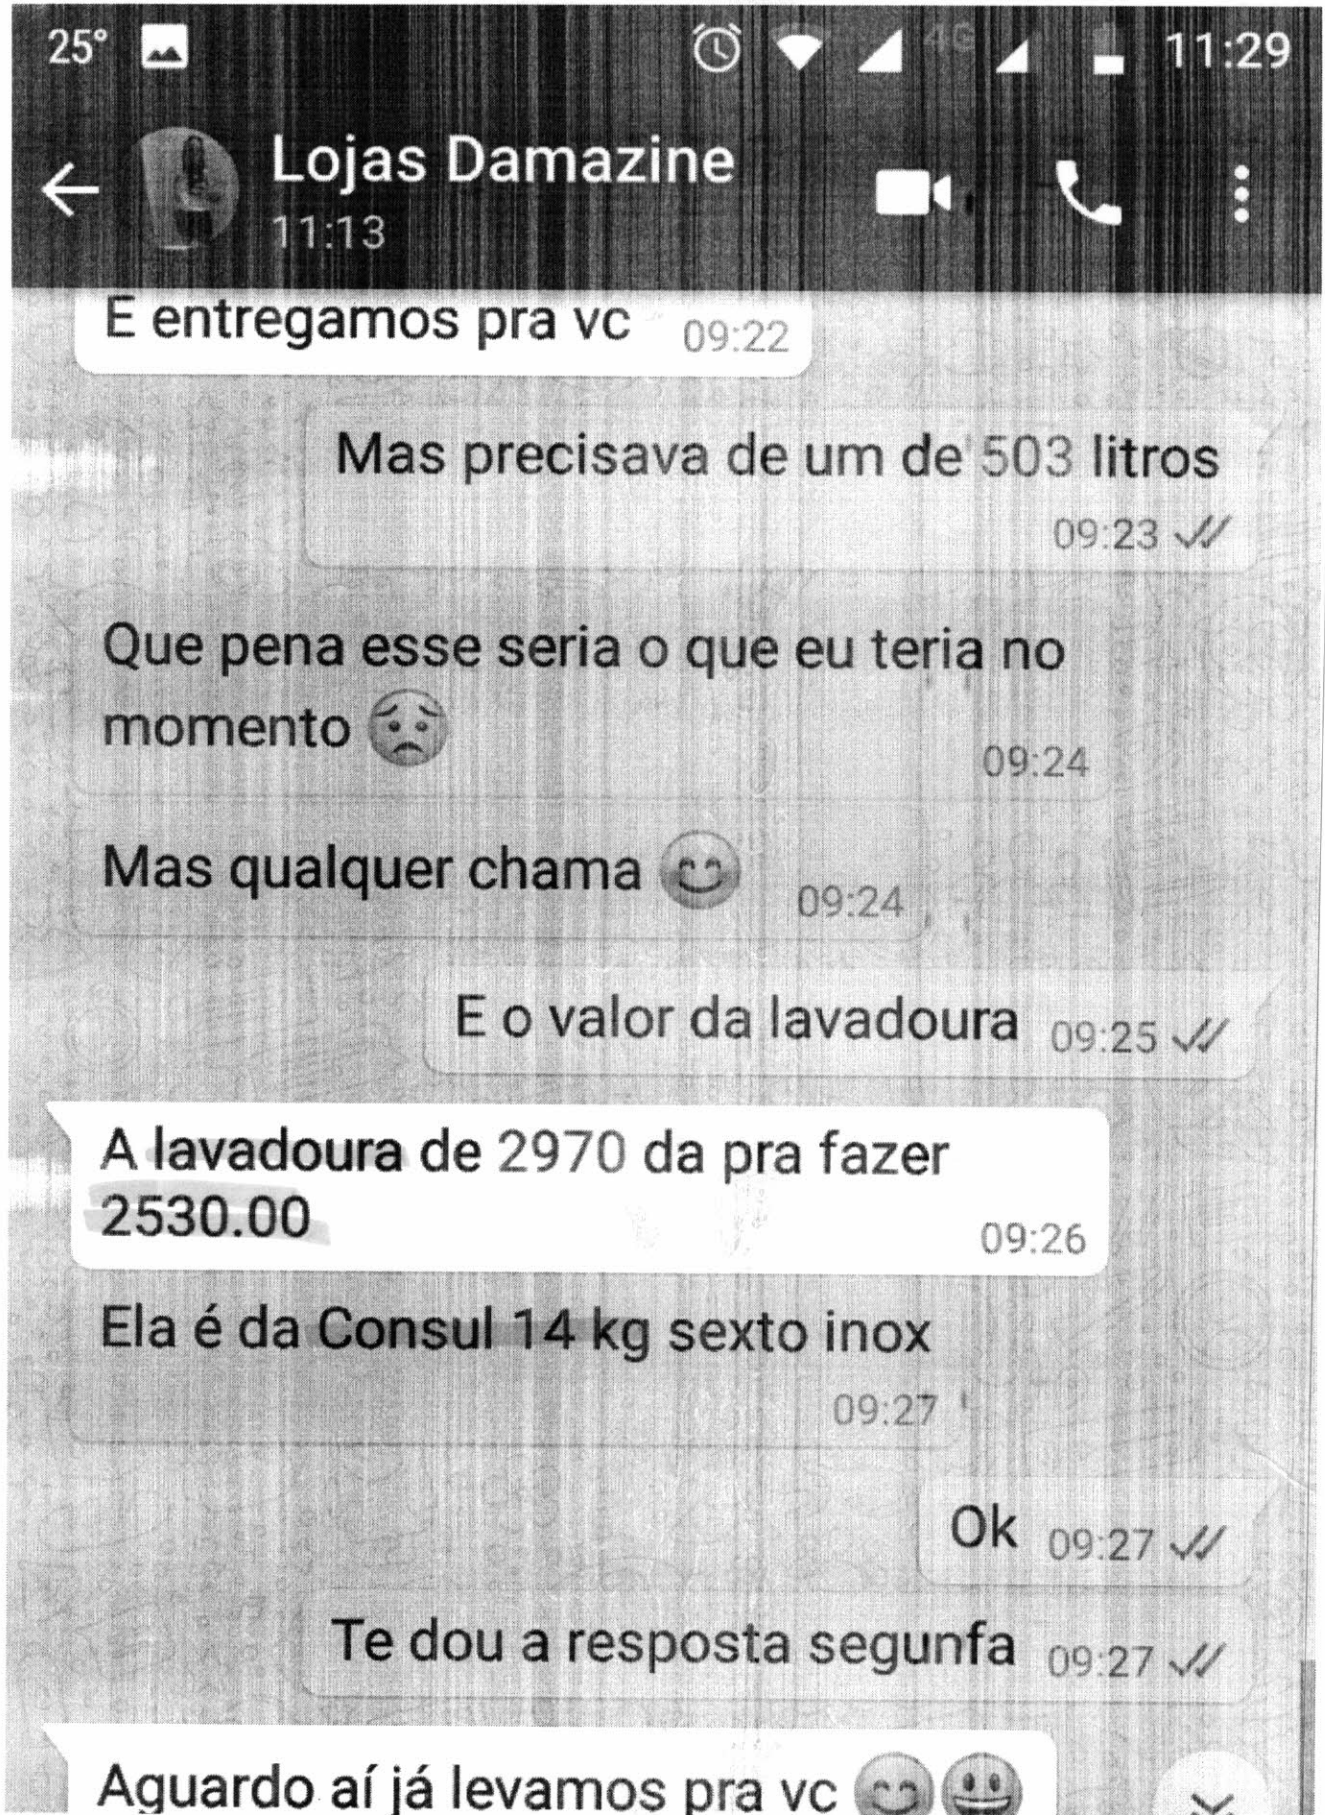 25° 4G 11:29
Lojas Damazine
11:13
E entregamos pra vc 09:22
Mas precisava de um de 503 litros
09:23
Que pena esse seria o que eu teria no
momento 😟
09:24
Mas qualquer chama 😊 09:24
E o valor da lavadoura 09:25
A lavadoura de 2970 da pra fazer
2530.00
09:26
Ela é da Consul 14 kg sexto inox
09:27
Ok 09:27
Te dou a resposta segunfa 09:27
Aguardo aí já levamos pra vc 😊😃